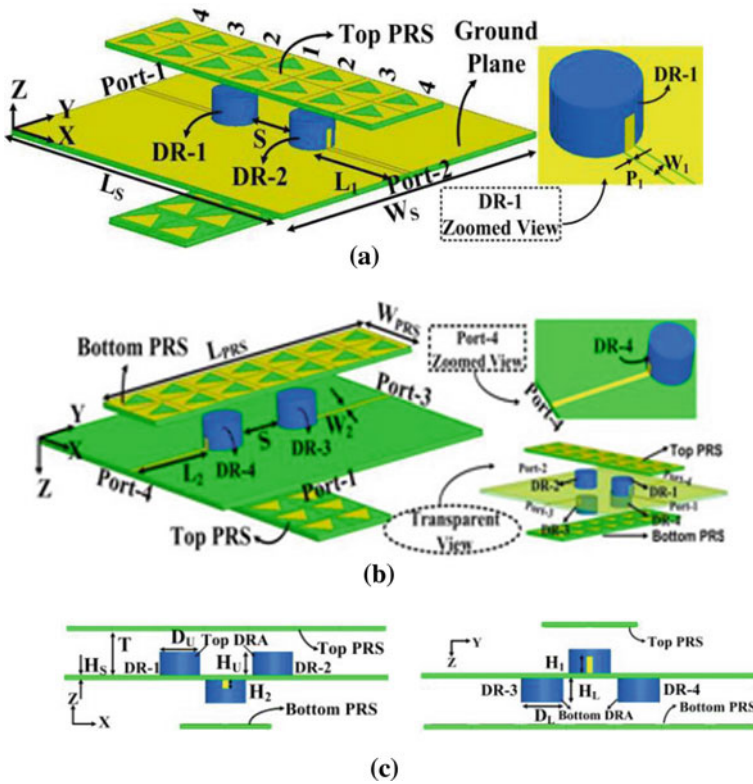 4 3 2 1 2 3 4
Top PRS
Ground
Plane
Port-1
Z
Y
X
DR-1
S
DR-2
L1
Port-2
LS
WS
DR-1
P1
W1
DR-1
Zoomed View
(a)
Bottom PRS
LPRS
WPRS
Port-4
Zoomed View
DR-4
Port-4
Y
X
Z
Port-3
W2
S
DR-3
DR-4
L2
Port-4
Port-1
Top PRS
Transparent
View
Top PRS
Port-2
DR-2
DR-1
Port-1
Port-3
DR-3
Bottom PRS
(b)
DU
Top DRA
T
Top PRS
HS
DR-1
HU
DR-2
H2
Z
X
Bottom PRS
Y
Z
Top PRS
H1
DR-3
HL
DR-4
DL
Bottom DRA
Bottom PRS
(c)